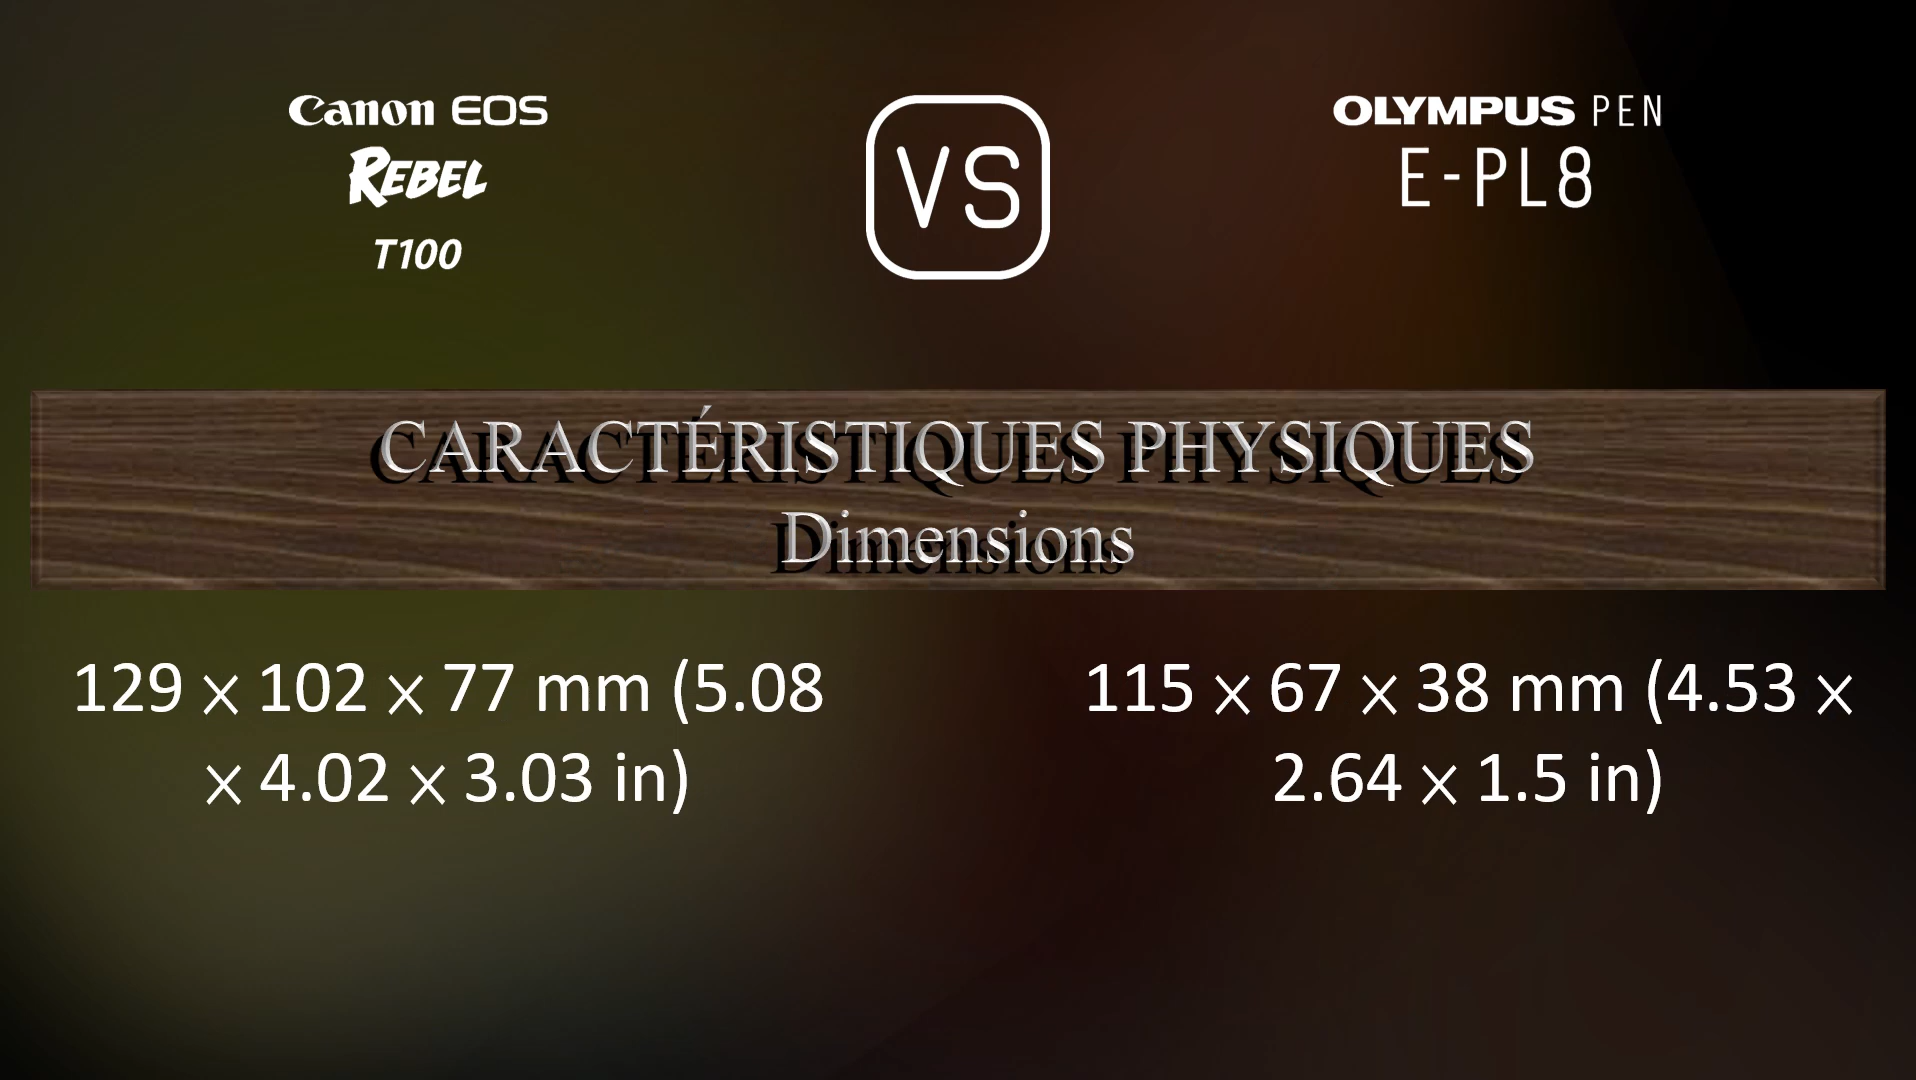 Canon EOS
REBEL
T100
VS
OLYMPUS PEN
E-PL8
CARACTÉRISTIQUES PHYSIQUES
Dimensions
129 x 102 x 77 mm (5.08
x 4.02 x 3.03 in)
115 x 67 x 38 mm (4.53 x
2.64 x 1.5 in)